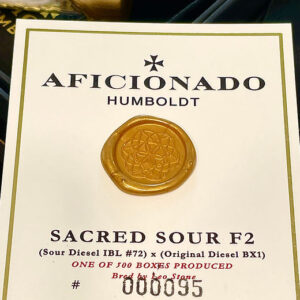 AFICIONADO
HUMBOLDT
SACRED SOUR F2
(Sour Diesel IBL #72) x (Original Diesel BX1)
ONE OF 500 BOXES PRODUCED
Bred by Leo Stone
# 000095